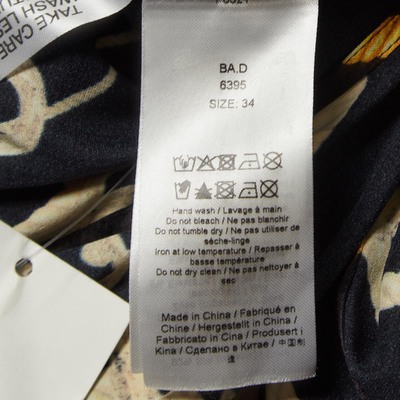 TAKE CARE
WASH LES
BA.D
6395
SIZE: 34
Hand wash / Lavage à main
Do not bleach / Ne pas blanchir
Do not tumble dry / Ne pas utiliser de
sèche-linge
Iron at low temperature / Repasser à
basse température
Do not dry clean / Ne pas nettoyer à
sec
Made in China / Fabriqué en
Chine / Hergestellt in China /
Fabbricato in Cina / Produsert i
Kina / Сделано в Китае / 中国制
造